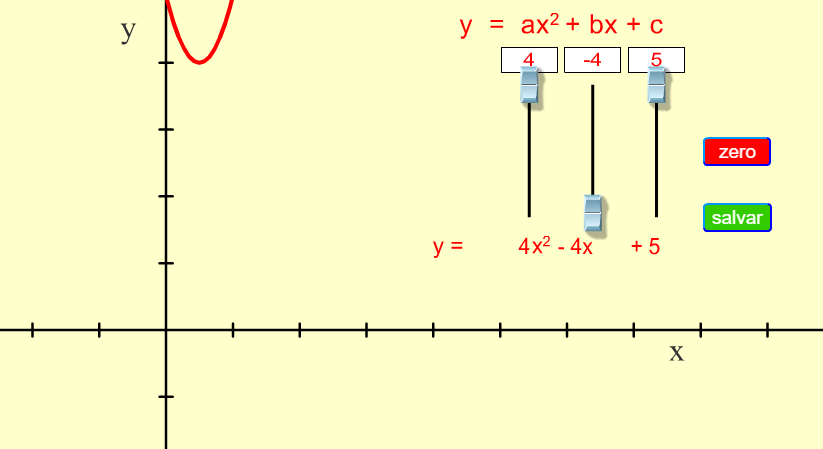 y
y = ax² + bx + c
4 -4 5
zero
salvar
y = 4x² - 4x + 5
x